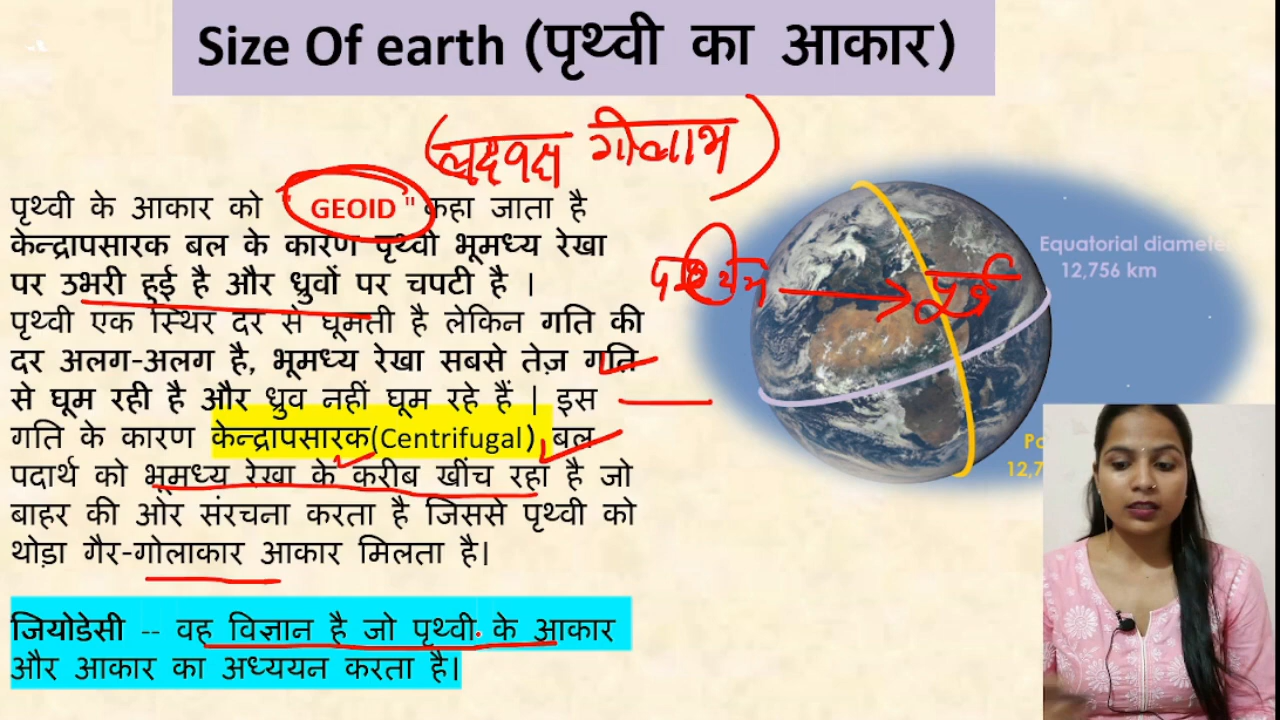 Size Of earth (पृथ्वी का आकार)
(लध्वक्ष गोलाभ)
पृथ्वी के आकार को " GEOID " कहा जाता है
केन्द्रापसारक बल के कारण पृथ्वी भूमध्य रेखा
पर उभरी हुई है और ध्रुवों पर चपटी है ।
पृथ्वी एक स्थिर दर से घूमती है लेकिन गति की
दर अलग-अलग है, भूमध्य रेखा सबसे तेज़ गति
से घूम रही है और ध्रुव नहीं घूम रहे हैं | इस
गति के कारण केन्द्रापसारक(Centrifugal) बल
पदार्थ को भूमध्य रेखा के करीब खींच रहा है जो
बाहर की ओर संरचना करता है जिससे पृथ्वी को
थोड़ा गैर-गोलाकार आकार मिलता है।
जियोडेसी -- वह विज्ञान है जो पृथ्वी के आकार
और आकार का अध्ययन करता है।
Equatorial diameter
12,756 km
पूर्व
Po
12,7